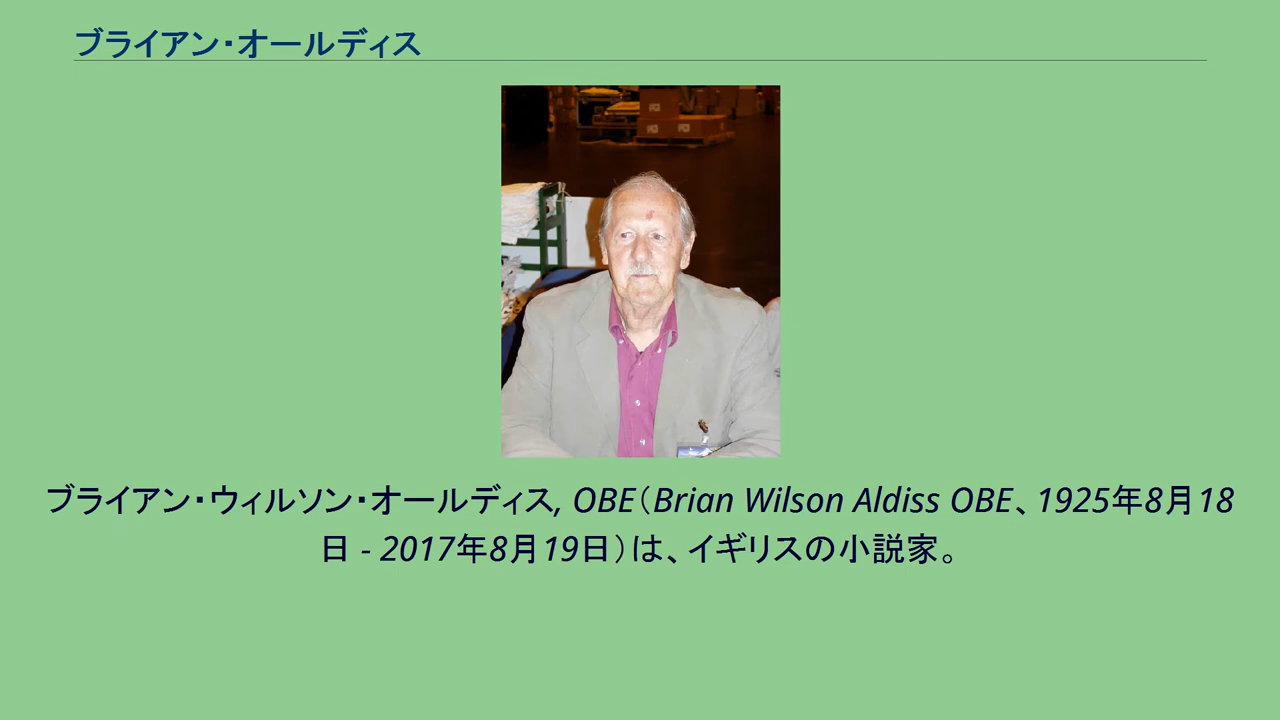 ブライアン・オールディス
ブライアン・ウィルソン・オールディス, OBE（Brian Wilson Aldiss OBE、1925年8月18
日 - 2017年8月19日）は、イギリスの小説家。